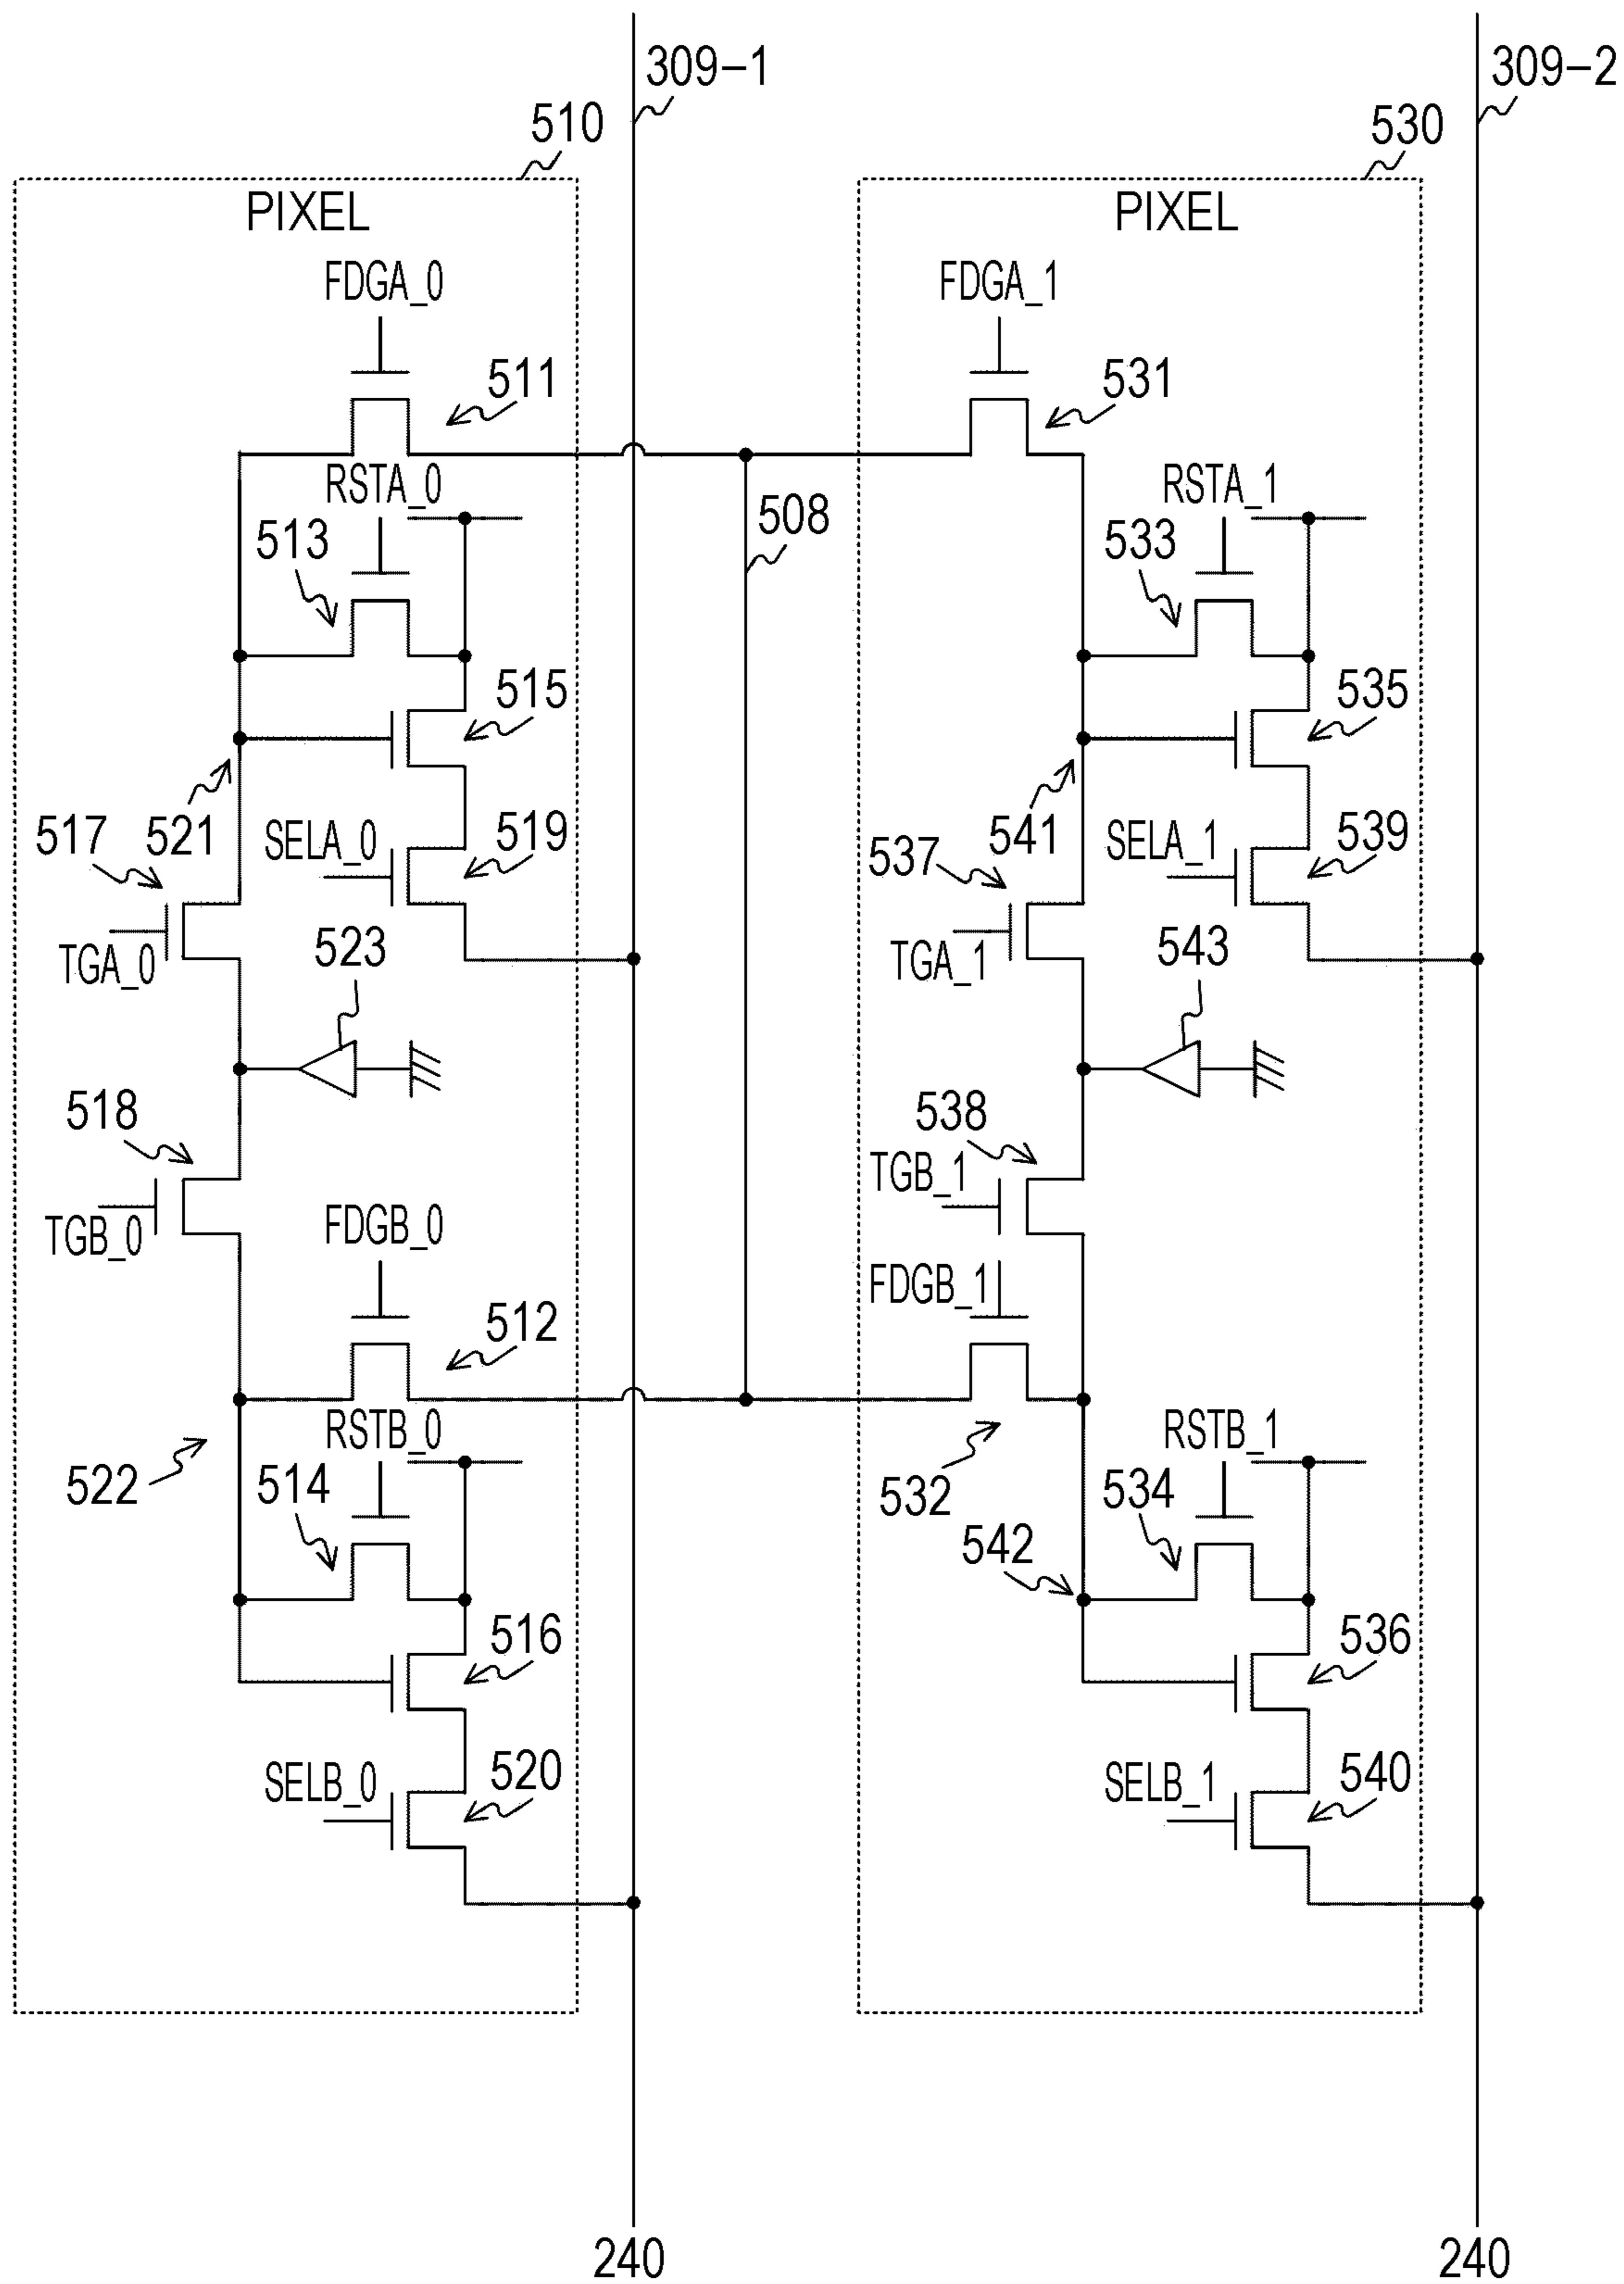 309-1
309-2
510
530
PIXEL
PIXEL
FDGA_0
FDGA_1
511
531
RSTA_0
RSTA_1
508
513
533
515
535
517
521
SELA_0
519
537
541
SELA_1
539
TGA_0
523
TGA_1
543
518
538
TGB_1
TGB_0
FDGB_0
FDGB_1
512
RSTB_0
RSTB_1
522
514
532
534
542
516
536
SELB_0
520
SELB_1
540
240
240